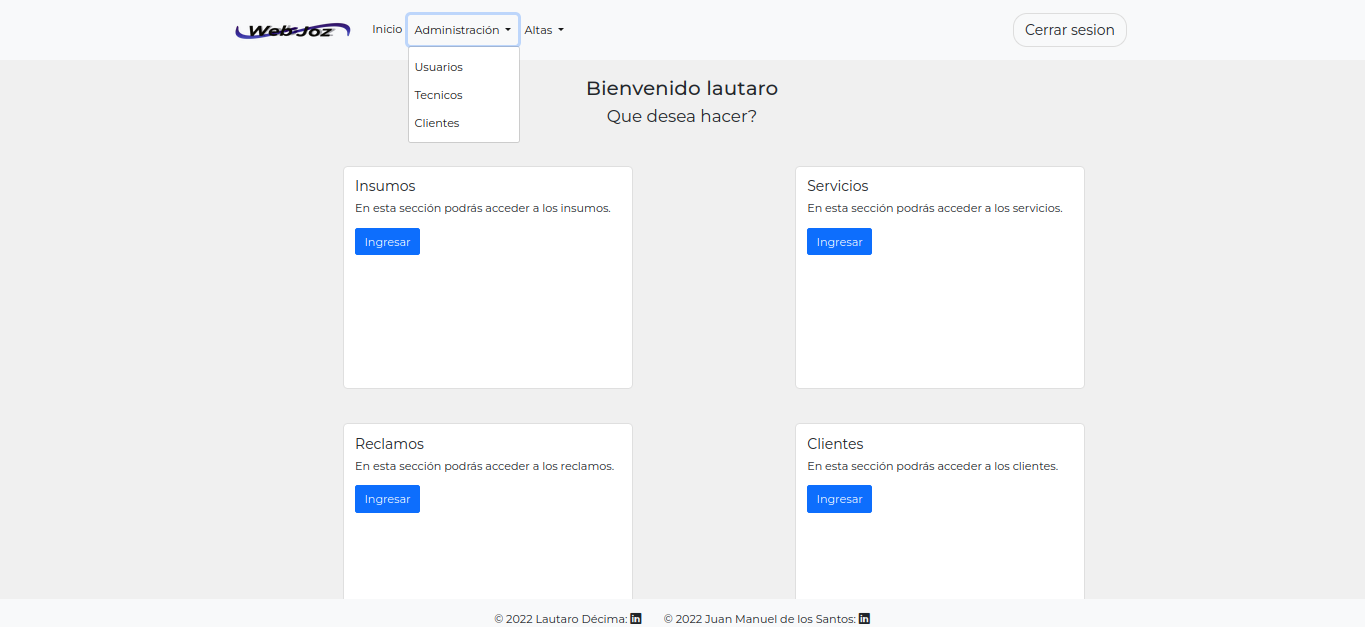 Web-Joz Inicio Administración Altas Cerrar sesion
Usuarios
Tecnicos
Clientes
Bienvenido lautaro
Que desea hacer?
Insumos
En esta sección podrás acceder a los insumos.
Ingresar
Servicios
En esta sección podrás acceder a los servicios.
Ingresar
Reclamos
En esta sección podrás acceder a los reclamos.
Ingresar
Clientes
En esta sección podrás acceder a los clientes.
Ingresar
© 2022 Lautaro Décima: in © 2022 Juan Manuel de los Santos: in